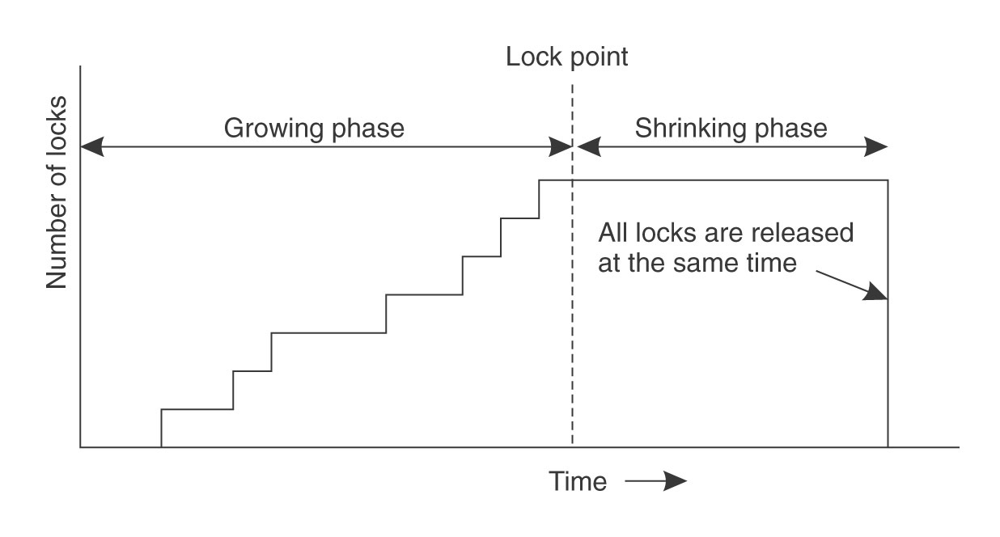 Lock point
Growing phase
Shrinking phase
Number of locks
All locks are released
at the same time
Time